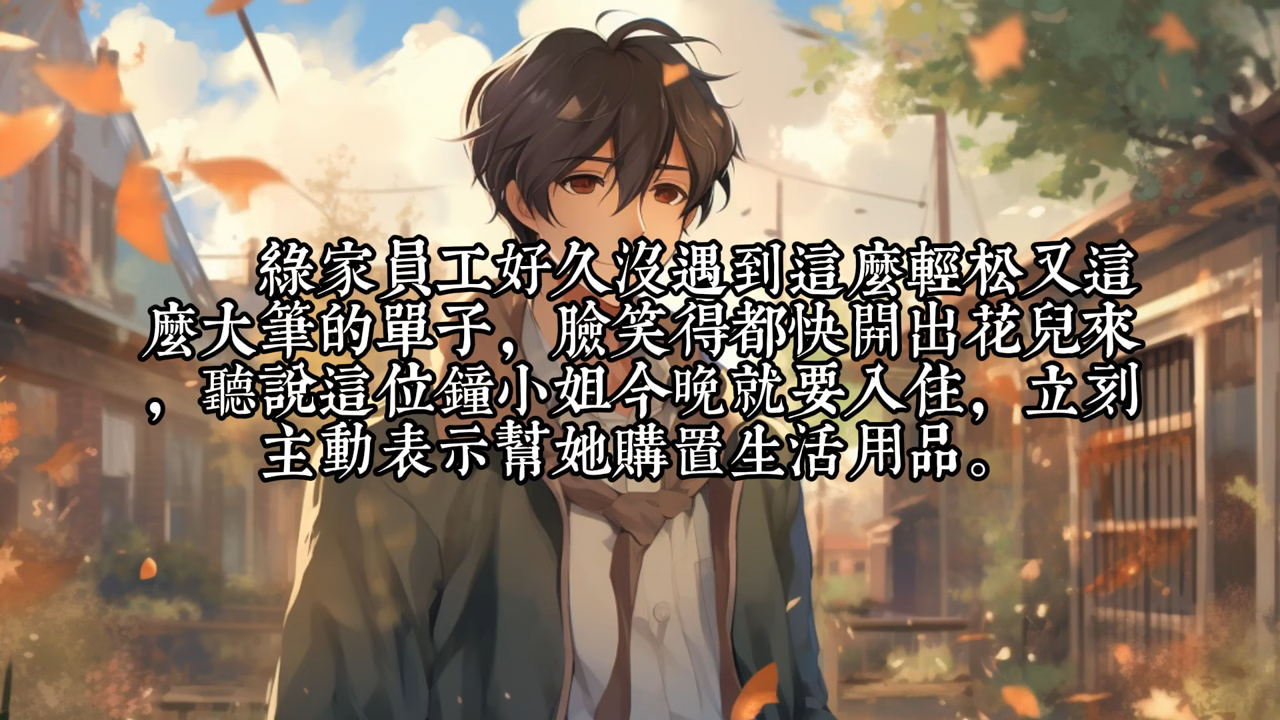 綠家員工好久沒遇到這麼輕松又這
麼大筆的單子，臉笑得都快開出花兒來
，聽說這位鐘小姐今晚就要入住，立刻
主動表示幫她購置生活用品。